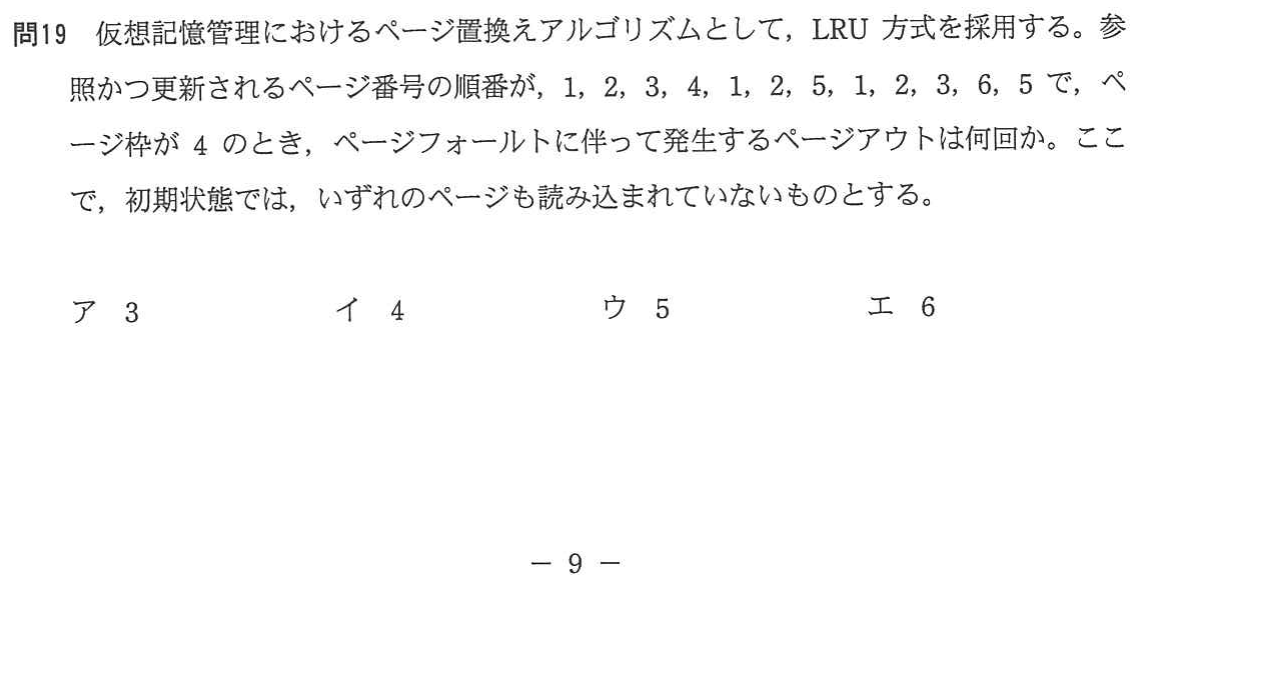 問19　仮想記憶管理におけるページ置換えアルゴリズムとして，LRU 方式を採用する。参
照かつ更新されるページ番号の順番が，1，2，3，4，1，2，5，1，2，3，6，5 で，ペ
ージ枠が 4 のとき，ページフォールトに伴って発生するページアウトは何回か。ここ
で，初期状態では，いずれのページも読み込まれていないものとする。
ア　3　イ　4　ウ　5　エ　6
－ 9 －